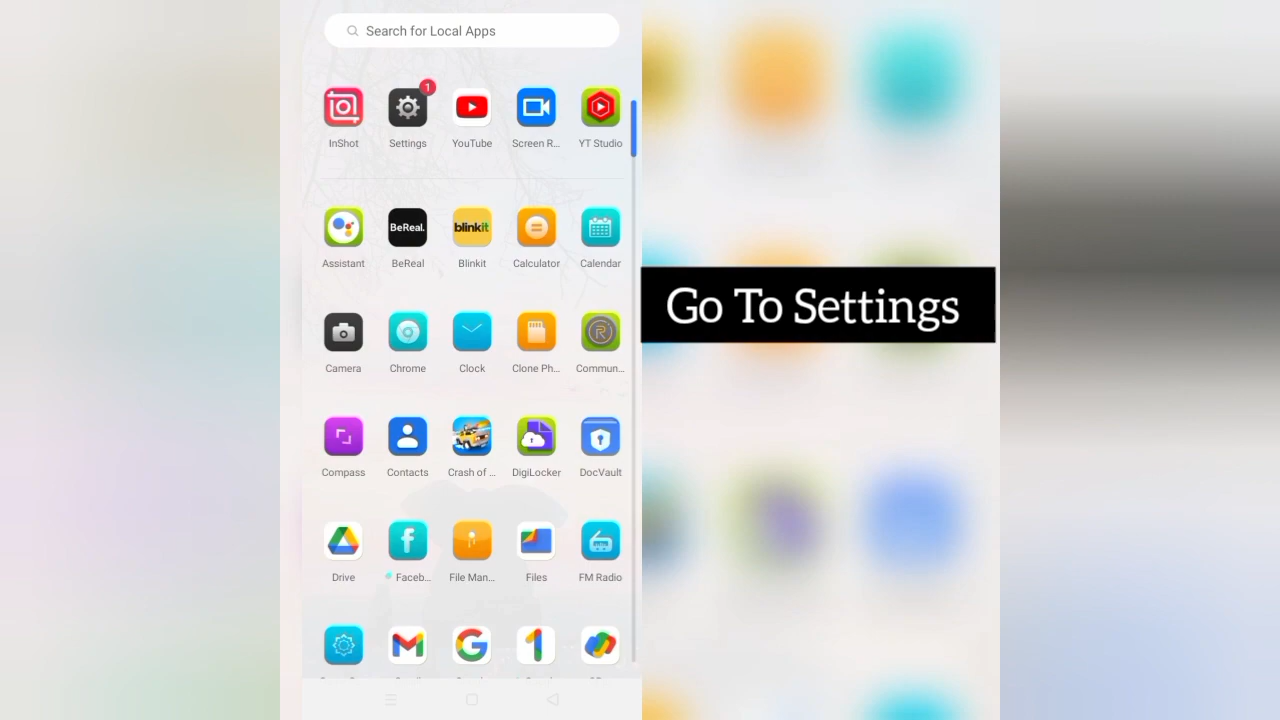 Search for Local Apps
1
InShot Settings YouTube Screen R... YT Studio
BeReal. blinkit
Assistant BeReal Blinkit Calculator Calendar
Camera Chrome Clock Clone Ph... Commun...
Compass Contacts Crash of ... DigiLocker DocVault
Drive Faceb... File Man... Files FM Radio
Go To Settings